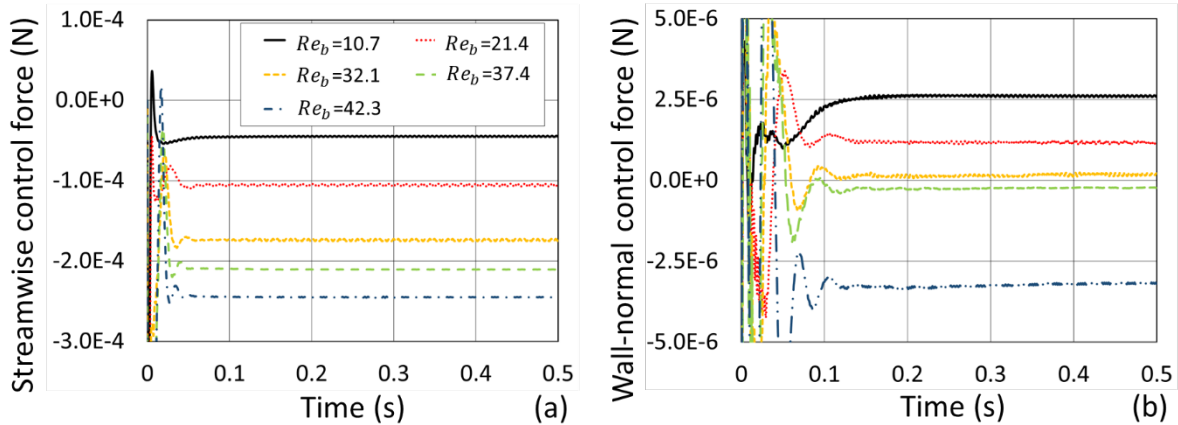 Streamwise control force (N)
1.0E-4
0.0E+0
-1.0E-4
-2.0E-4
-3.0E-4
Re_b=10.7
Re_b=21.4
Re_b=32.1
Re_b=37.4
Re_b=42.3
0 0.1 0.2 0.3 0.4 0.5
Time (s)
(a)
Wall-normal control force (N)
5.0E-6
2.5E-6
0.0E+0
-2.5E-6
-5.0E-6
0 0.1 0.2 0.3 0.4 0.5
Time (s)
(b)